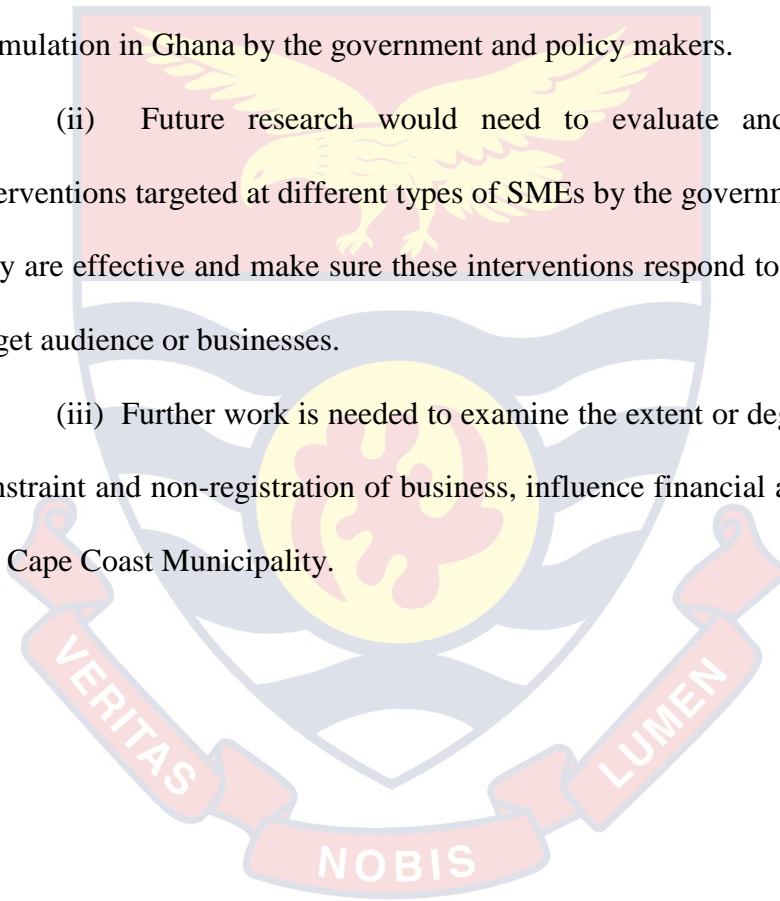 mulation in Ghana by the government and policy makers.
(ii) Future research would need to evaluate and
erventions targeted at different types of SMEs by the governm
y are effective and make sure these interventions respond to
get audience or businesses.
(iii) Further work is needed to examine the extent or deg
nstraint and non-registration of business, influence financial a
Cape Coast Municipality.
VERITAS
NOBIS
LUMEN